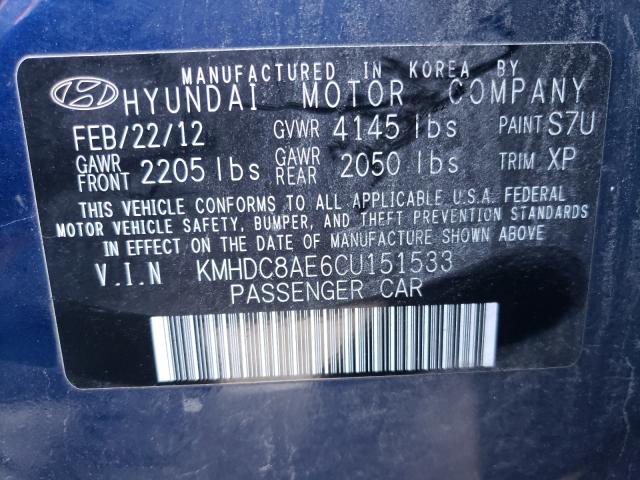 MANUFACTURED IN KOREA BY
HYUNDAI MOTOR COMPANY
FEB/22/12 GVWR 4145 lbs PAINT S7U
GAWR FRONT 2205 lbs GAWR REAR 2050 lbs TRIM XP
THIS VEHICLE CONFORMS TO ALL APPLICABLE U.S.A. FEDERAL
MOTOR VEHICLE SAFETY, BUMPER, AND THEFT PREVENTION STANDARDS
IN EFFECT ON THE DATE OF MANUFACTURE SHOWN ABOVE
V.I.N KMHDC8AE6CU151533
PASSENGER CAR